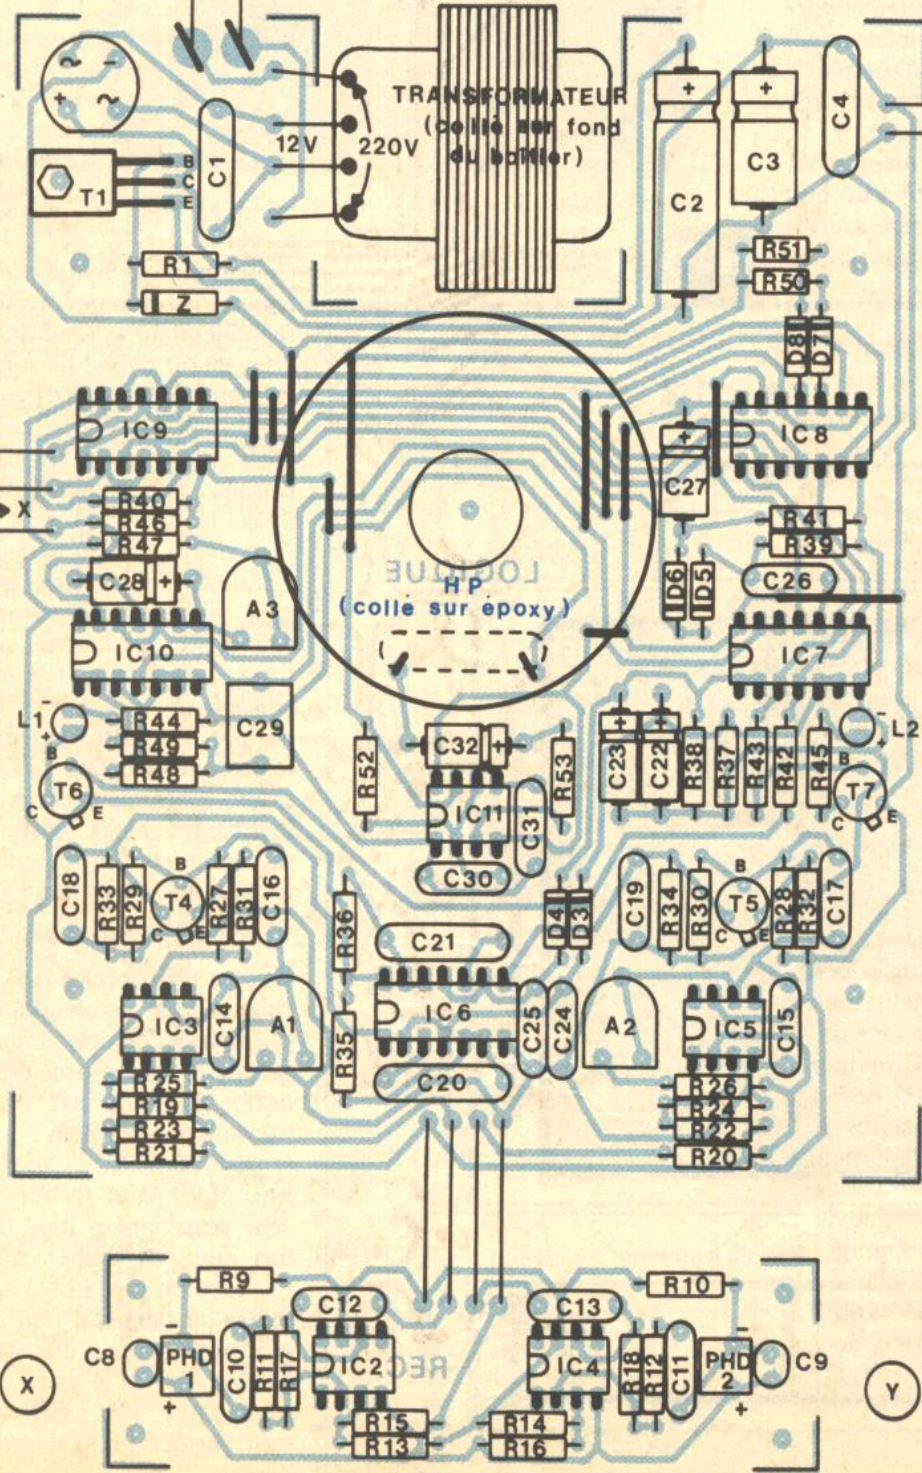 ~ -
+ ~
T1
B
C
E
C1
12V
220V
TRANSFORMATEUR
(collé sur fond
du boîtier)
+
C2
+
C3
C4
R1
Z
R51
R50
D8
D7
IC9
IC8
+
C27
X
R40
R46
R47
R41
R39
C28 +
A3
LOGIQUE
H.P.
(collé sur époxy)
D6
D5
C26
IC10
IC7
L1
-
+
R44
R49
R48
C29
R52
C32 +
R53
+
C23
+
C22
R38
R37
R43
R42
R45
L2
-
+
B
T6
C
E
IC11
C31
T7
C
E
C30
C18
R33
R29
B
T4
C
E
R27
R31
C16
R36
C21
D4
D3
C19
R34
R30
B
T5
C
E
R28
R32
C17
IC3
C14
A1
R35
IC6
C25
C24
A2
IC5
C15
C20
R25
R19
R23
R21
R26
R24
R22
R20
R9
R10
C12
C13
X
C8
-
PHD
1
+
C10
R11
R17
IC2
REC
IC4
R18
R12
C11
-
PHD
2
+
C9
Y
R15
R13
R14
R16